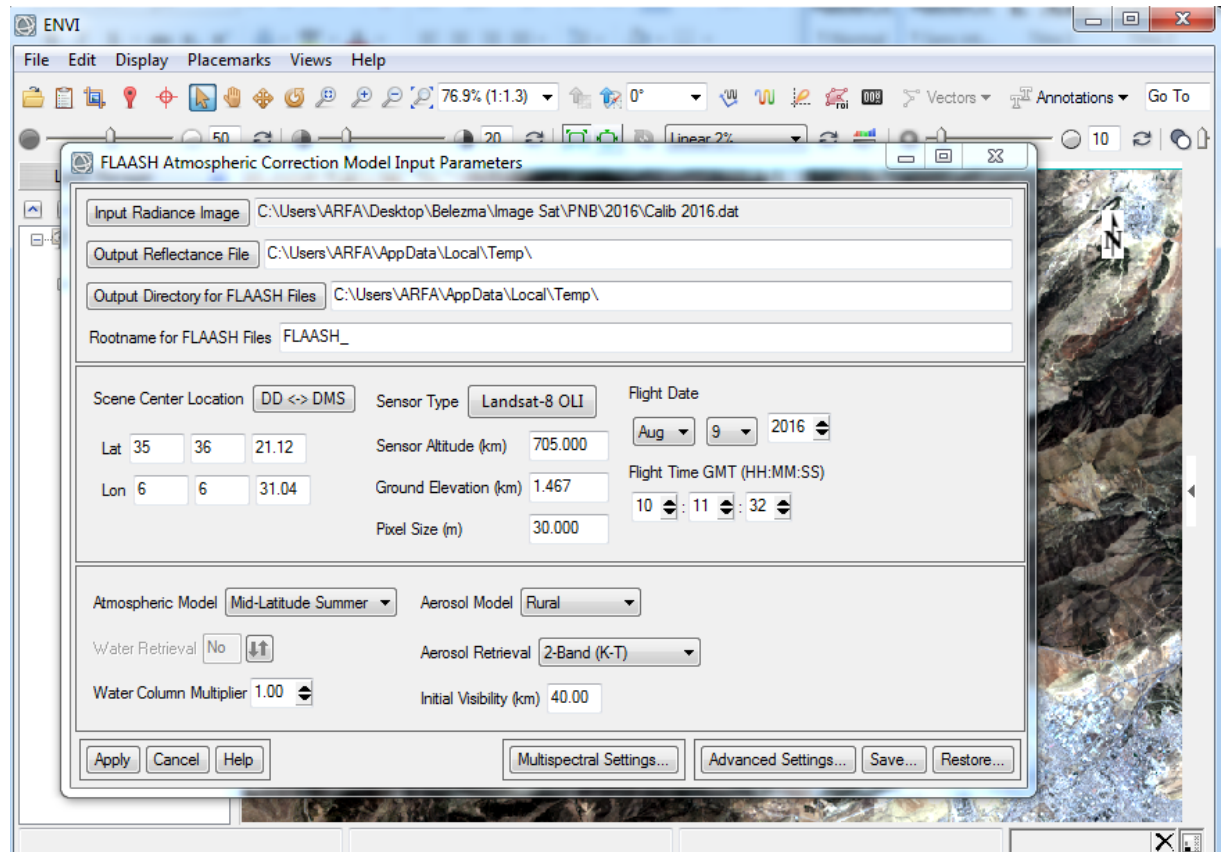 ENVI
File Edit Display Placemarks Views Help
76.9% (1:1.3) 0° roi Vectors Annotations Go To
50 20 Linear 2% 10
FLAASH Atmospheric Correction Model Input Parameters
Input Radiance Image C:\Users\ARFA\Desktop\Belezma\Image Sat\PNB\2016\Calib 2016.dat
Output Reflectance File C:\Users\ARFA\AppData\Local\Temp\
Output Directory for FLAASH Files C:\Users\ARFA\AppData\Local\Temp\
Rootname for FLAASH Files FLAASH_
Scene Center Location DD <-> DMS Sensor Type Landsat-8 OLI Flight Date
Aug 9 2016
Lat 35 36 21.12 Sensor Altitude (km) 705.000
Flight Time GMT (HH:MM:SS)
Lon 6 6 31.04 Ground Elevation (km) 1.467
10 : 11 : 32
Pixel Size (m) 30.000
Atmospheric Model Mid-Latitude Summer Aerosol Model Rural
Water Retrieval No Aerosol Retrieval 2-Band (K-T)
Water Column Multiplier 1.00 Initial Visibility (km) 40.00
Apply Cancel Help Multispectral Settings... Advanced Settings... Save... Restore...
N